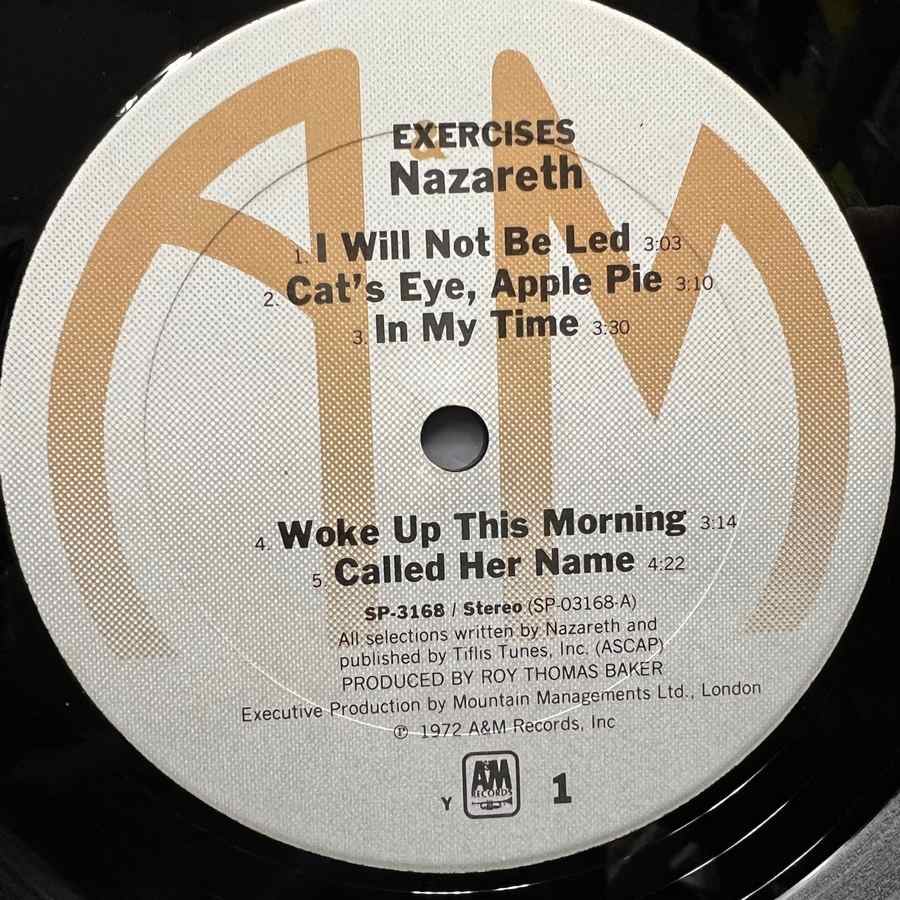 A&M
EXERCISES
Nazareth
1. I Will Not Be Led 3:03
2. Cat's Eye, Apple Pie 3:10
3. In My Time 3:30
4. Woke Up This Morning 3:14
5. Called Her Name 4:22
SP-3168 / Stereo (SP-03168-A)
All selections written by Nazareth and
published by Tiflis Tunes, Inc. (ASCAP)
PRODUCED BY ROY THOMAS BAKER
Executive Production by Mountain Managements Ltd., London
℗ 1972 A&M Records, Inc
Y A&M RECORDS 1